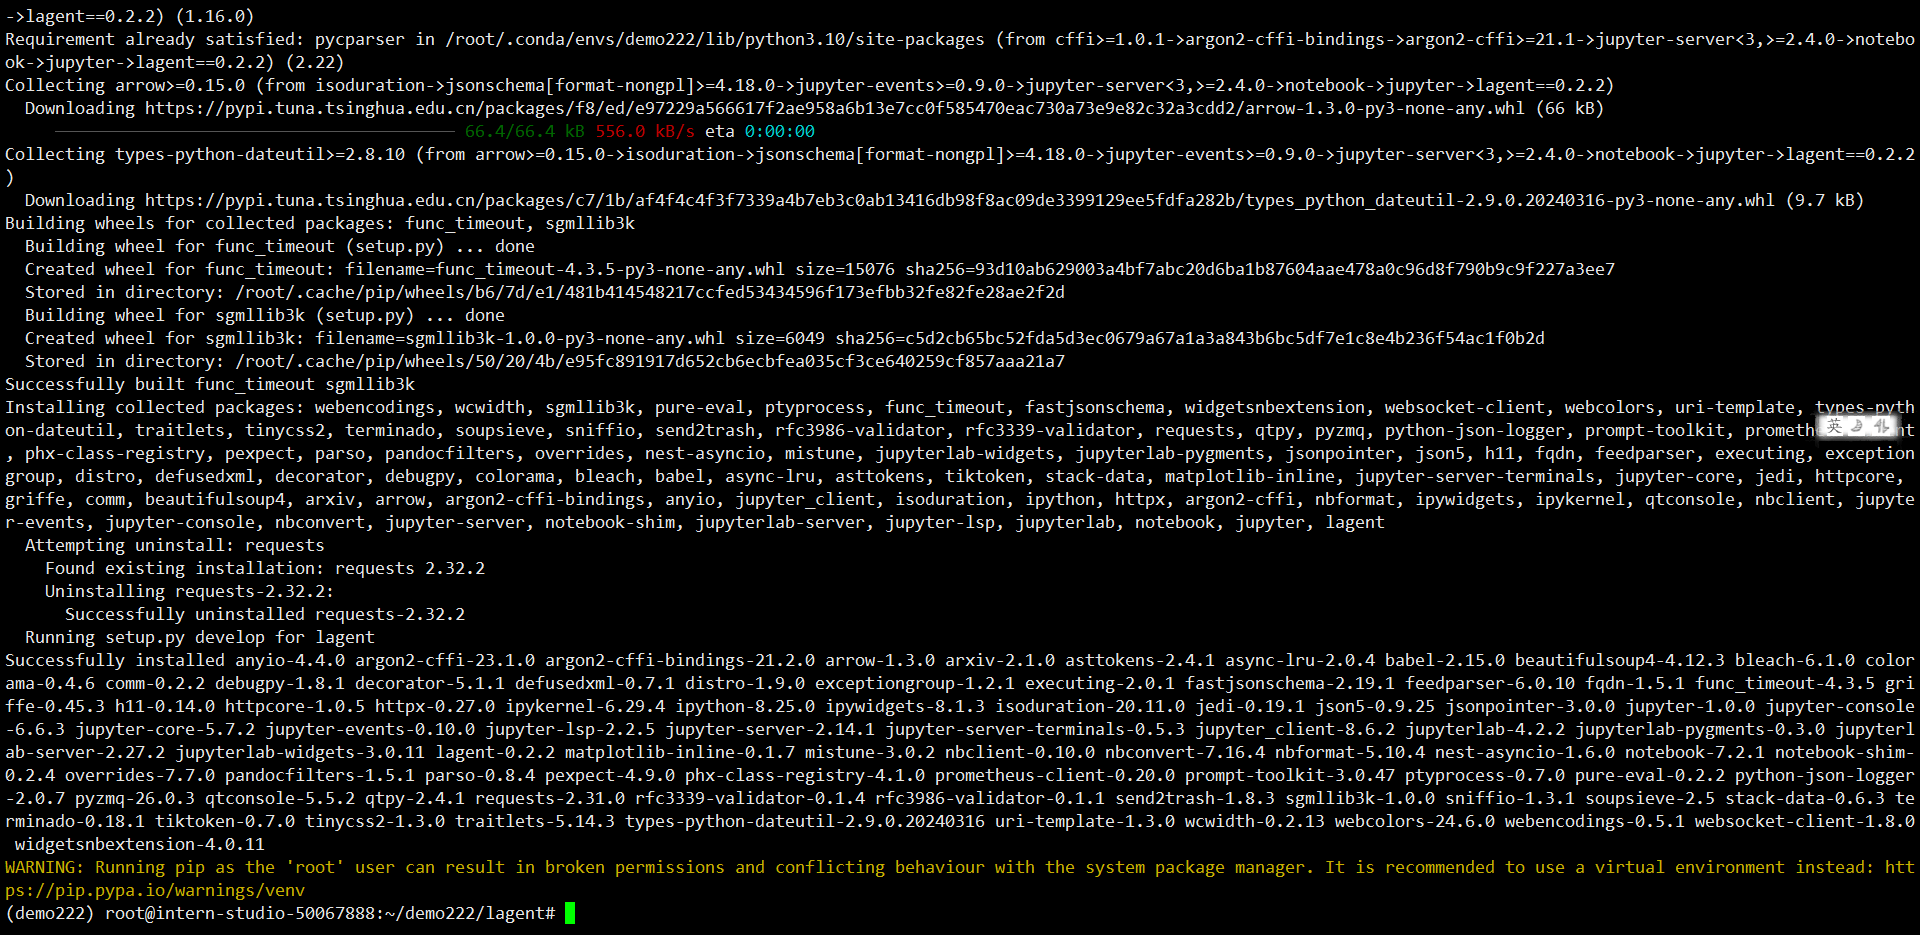 ->lagent==0.2.2) (1.16.0)
Requirement already satisfied: pycparser in /root/.conda/envs/demo222/lib/python3.10/site-packages (from cffi>=1.0.1->argon2-cffi-bindings->argon2-cffi>=21.1->jupyter-server<3,>=2.4.0->notebo
ok->jupyter->lagent==0.2.2) (2.22)
Collecting arrow>=0.15.0 (from isoduration->jsonschema[format-nongpl]>=4.18.0->jupyter-events>=0.9.0->jupyter-server<3,>=2.4.0->notebook->jupyter->lagent==0.2.2)
  Downloading https://pypi.tuna.tsinghua.edu.cn/packages/f8/ed/e97229a566617f2ae958a6b13e7cc0f585470eac730a73e9e82c32a3cdd2/arrow-1.3.0-py3-none-any.whl (66 kB)
66.4/66.4 kB 556.0 kB/s eta 0:00:00
Collecting types-python-dateutil>=2.8.10 (from arrow>=0.15.0->isoduration->jsonschema[format-nongpl]>=4.18.0->jupyter-events>=0.9.0->jupyter-server<3,>=2.4.0->notebook->jupyter->lagent==0.2.2
)
  Downloading https://pypi.tuna.tsinghua.edu.cn/packages/c7/1b/af4f4c4f3f7339a4b7eb3c0ab13416db98f8ac09de3399129ee5fdfa282b/types_python_dateutil-2.9.0.20240316-py3-none-any.whl (9.7 kB)
Building wheels for collected packages: func_timeout, sgmllib3k
  Building wheel for func_timeout (setup.py) ... done
  Created wheel for func_timeout: filename=func_timeout-4.3.5-py3-none-any.whl size=15076 sha256=93d10ab629003a4bf7abc20d6ba1b87604aae478a0c96d8f790b9c9f227a3ee7
  Stored in directory: /root/.cache/pip/wheels/b6/7d/e1/481b414548217ccfed53434596f173efbb32fe82fe28ae2f2d
  Building wheel for sgmllib3k (setup.py) ... done
  Created wheel for sgmllib3k: filename=sgmllib3k-1.0.0-py3-none-any.whl size=6049 sha256=c5d2cb65bc52fda5d3ec0679a67a1a3a843b6bc5df7e1c8e4b236f54ac1f0b2d
  Stored in directory: /root/.cache/pip/wheels/50/20/4b/e95fc891917d652cb6ecbfea035cf3ce640259cf857aaa21a7
Successfully built func_timeout sgmllib3k
Installing collected packages: webencodings, wcwidth, sgmllib3k, pure-eval, ptyprocess, func_timeout, fastjsonschema, widgetsnbextension, websocket-client, webcolors, uri-template, types-pyth
on-dateutil, traitlets, tinycss2, terminado, soupsieve, sniffio, send2trash, rfc3986-validator, rfc3339-validator, requests, qtpy, pyzmq, python-json-logger, prompt-toolkit, prometh 英 nt
, phx-class-registry, pexpect, parso, pandocfilters, overrides, nest-asyncio, mistune, jupyterlab-widgets, jupyterlab-pygments, jsonpointer, json5, h11, fqdn, feedparser, executing, exception
group, distro, defusedxml, decorator, debugpy, colorama, bleach, babel, async-lru, asttokens, tiktoken, stack-data, matplotlib-inline, jupyter-server-terminals, jupyter-core, jedi, httpcore,
griffe, comm, beautifulsoup4, arxiv, arrow, argon2-cffi-bindings, anyio, jupyter_client, isoduration, ipython, httpx, argon2-cffi, nbformat, ipywidgets, ipykernel, qtconsole, nbclient, jupyte
r-events, jupyter-console, nbconvert, jupyter-server, notebook-shim, jupyterlab-server, jupyter-lsp, jupyterlab, notebook, jupyter, lagent
  Attempting uninstall: requests
    Found existing installation: requests 2.32.2
    Uninstalling requests-2.32.2:
      Successfully uninstalled requests-2.32.2
  Running setup.py develop for lagent
Successfully installed anyio-4.4.0 argon2-cffi-23.1.0 argon2-cffi-bindings-21.2.0 arrow-1.3.0 arxiv-2.1.0 asttokens-2.4.1 async-lru-2.0.4 babel-2.15.0 beautifulsoup4-4.12.3 bleach-6.1.0 color
ama-0.4.6 comm-0.2.2 debugpy-1.8.1 decorator-5.1.1 defusedxml-0.7.1 distro-1.9.0 exceptiongroup-1.2.1 executing-2.0.1 fastjsonschema-2.19.1 feedparser-6.0.10 fqdn-1.5.1 func_timeout-4.3.5 gri
ffe-0.45.3 h11-0.14.0 httpcore-1.0.5 httpx-0.27.0 ipykernel-6.29.4 ipython-8.25.0 ipywidgets-8.1.3 isoduration-20.11.0 jedi-0.19.1 json5-0.9.25 jsonpointer-3.0.0 jupyter-1.0.0 jupyter-console
-6.6.3 jupyter-core-5.7.2 jupyter-events-0.10.0 jupyter-lsp-2.2.5 jupyter-server-2.14.1 jupyter-server-terminals-0.5.3 jupyter_client-8.6.2 jupyterlab-4.2.2 jupyterlab-pygments-0.3.0 jupyterl
ab-server-2.27.2 jupyterlab-widgets-3.0.11 lagent-0.2.2 matplotlib-inline-0.1.7 mistune-3.0.2 nbclient-0.10.0 nbconvert-7.16.4 nbformat-5.10.4 nest-asyncio-1.6.0 notebook-7.2.1 notebook-shim-
0.2.4 overrides-7.7.0 pandocfilters-1.5.1 parso-0.8.4 pexpect-4.9.0 phx-class-registry-4.1.0 prometheus-client-0.20.0 prompt-toolkit-3.0.47 ptyprocess-0.7.0 pure-eval-0.2.2 python-json-logger
-2.0.7 pyzmq-26.0.3 qtconsole-5.5.2 qtpy-2.4.1 requests-2.31.0 rfc3339-validator-0.1.4 rfc3986-validator-0.1.1 send2trash-1.8.3 sgmllib3k-1.0.0 sniffio-1.3.1 soupsieve-2.5 stack-data-0.6.3 te
rminado-0.18.1 tiktoken-0.7.0 tinycss2-1.3.0 traitlets-5.14.3 types-python-dateutil-2.9.0.20240316 uri-template-1.3.0 wcwidth-0.2.13 webcolors-24.6.0 webencodings-0.5.1 websocket-client-1.8.0
 widgetsnbextension-4.0.11
WARNING: Running pip as the 'root' user can result in broken permissions and conflicting behaviour with the system package manager. It is recommended to use a virtual environment instead: htt
ps://pip.pypa.io/warnings/venv
(demo222) root@intern-studio-50067888:~/demo222/lagent#